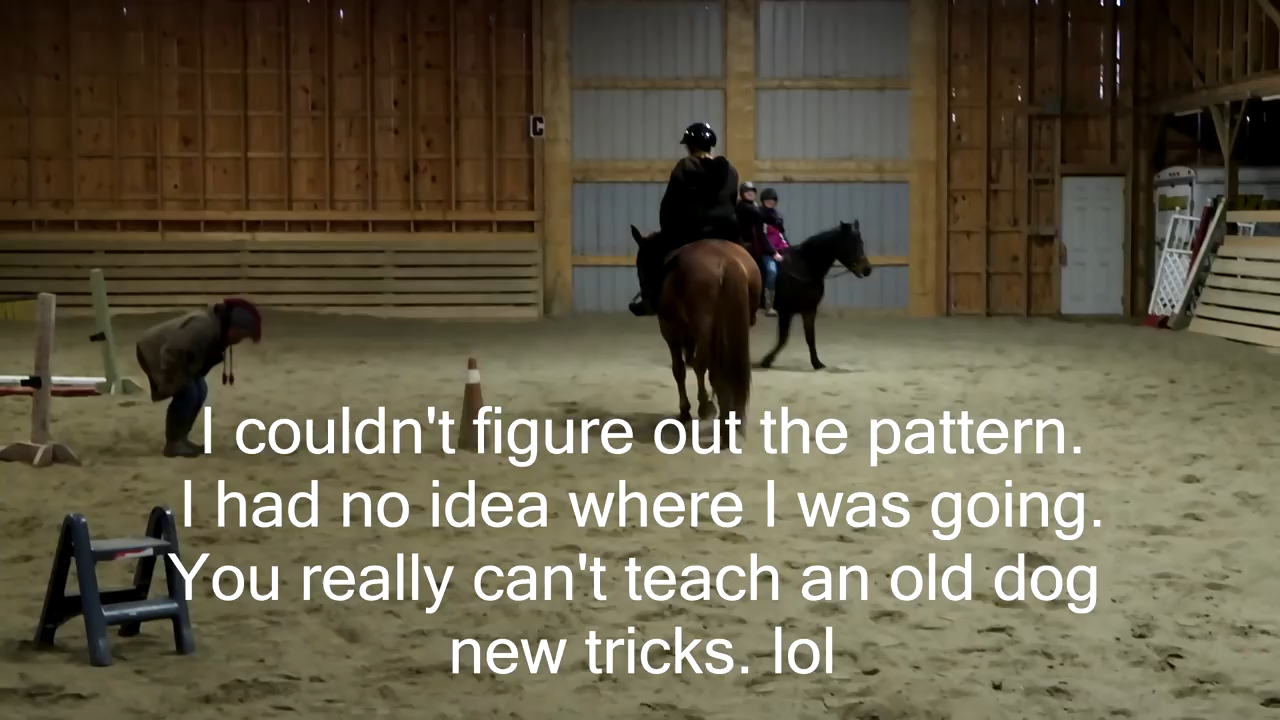 C
I couldn't figure out the pattern.
I had no idea where I was going.
You really can't teach an old dog
new tricks. lol